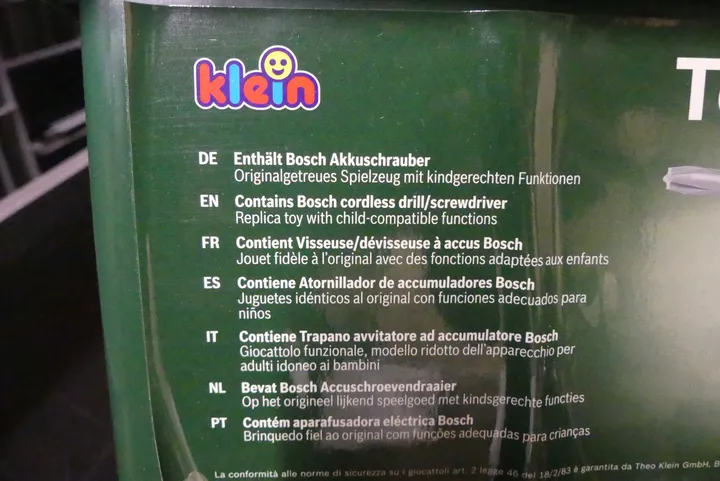 klein
T
DE Enthält Bosch Akkuschrauber
Originalgetreues Spielzeug mit kindgerechten Funktionen
EN Contains Bosch cordless drill/screwdriver
Replica toy with child-compatible functions
FR Contient Visseuse/dévisseuse à accus Bosch
Jouet fidèle à l'original avec des fonctions adaptées aux enfants
ES Contiene Atornillador de accumuladores Bosch
Juguetes idénticos al original con funciones adecuados para
niños
IT Contiene Trapano avvitatore ad accumulatore Bosch
Giocattolo funzionale, modello ridotto dell'apparecchio per
adulti idoneo ai bambini
NL Bevat Bosch Accuschroevendraaier
Op het origineel lijkend speelgoed met kindsgerechte functies
PT Contém aparafusadora eléctrica Bosch
Brinquedo fiel ao original com funções adequadas para crianças
La conformità alle norme di sicurezza su i giocattoli art. 2 legge 46 del 18/2/83 è garantita da Theo Klein GmbH,